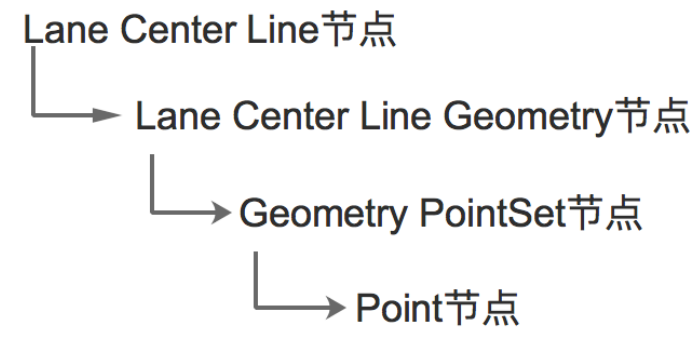 Lane Center Line节点
Lane Center Line Geometry节点
Geometry PointSet节点
Point节点